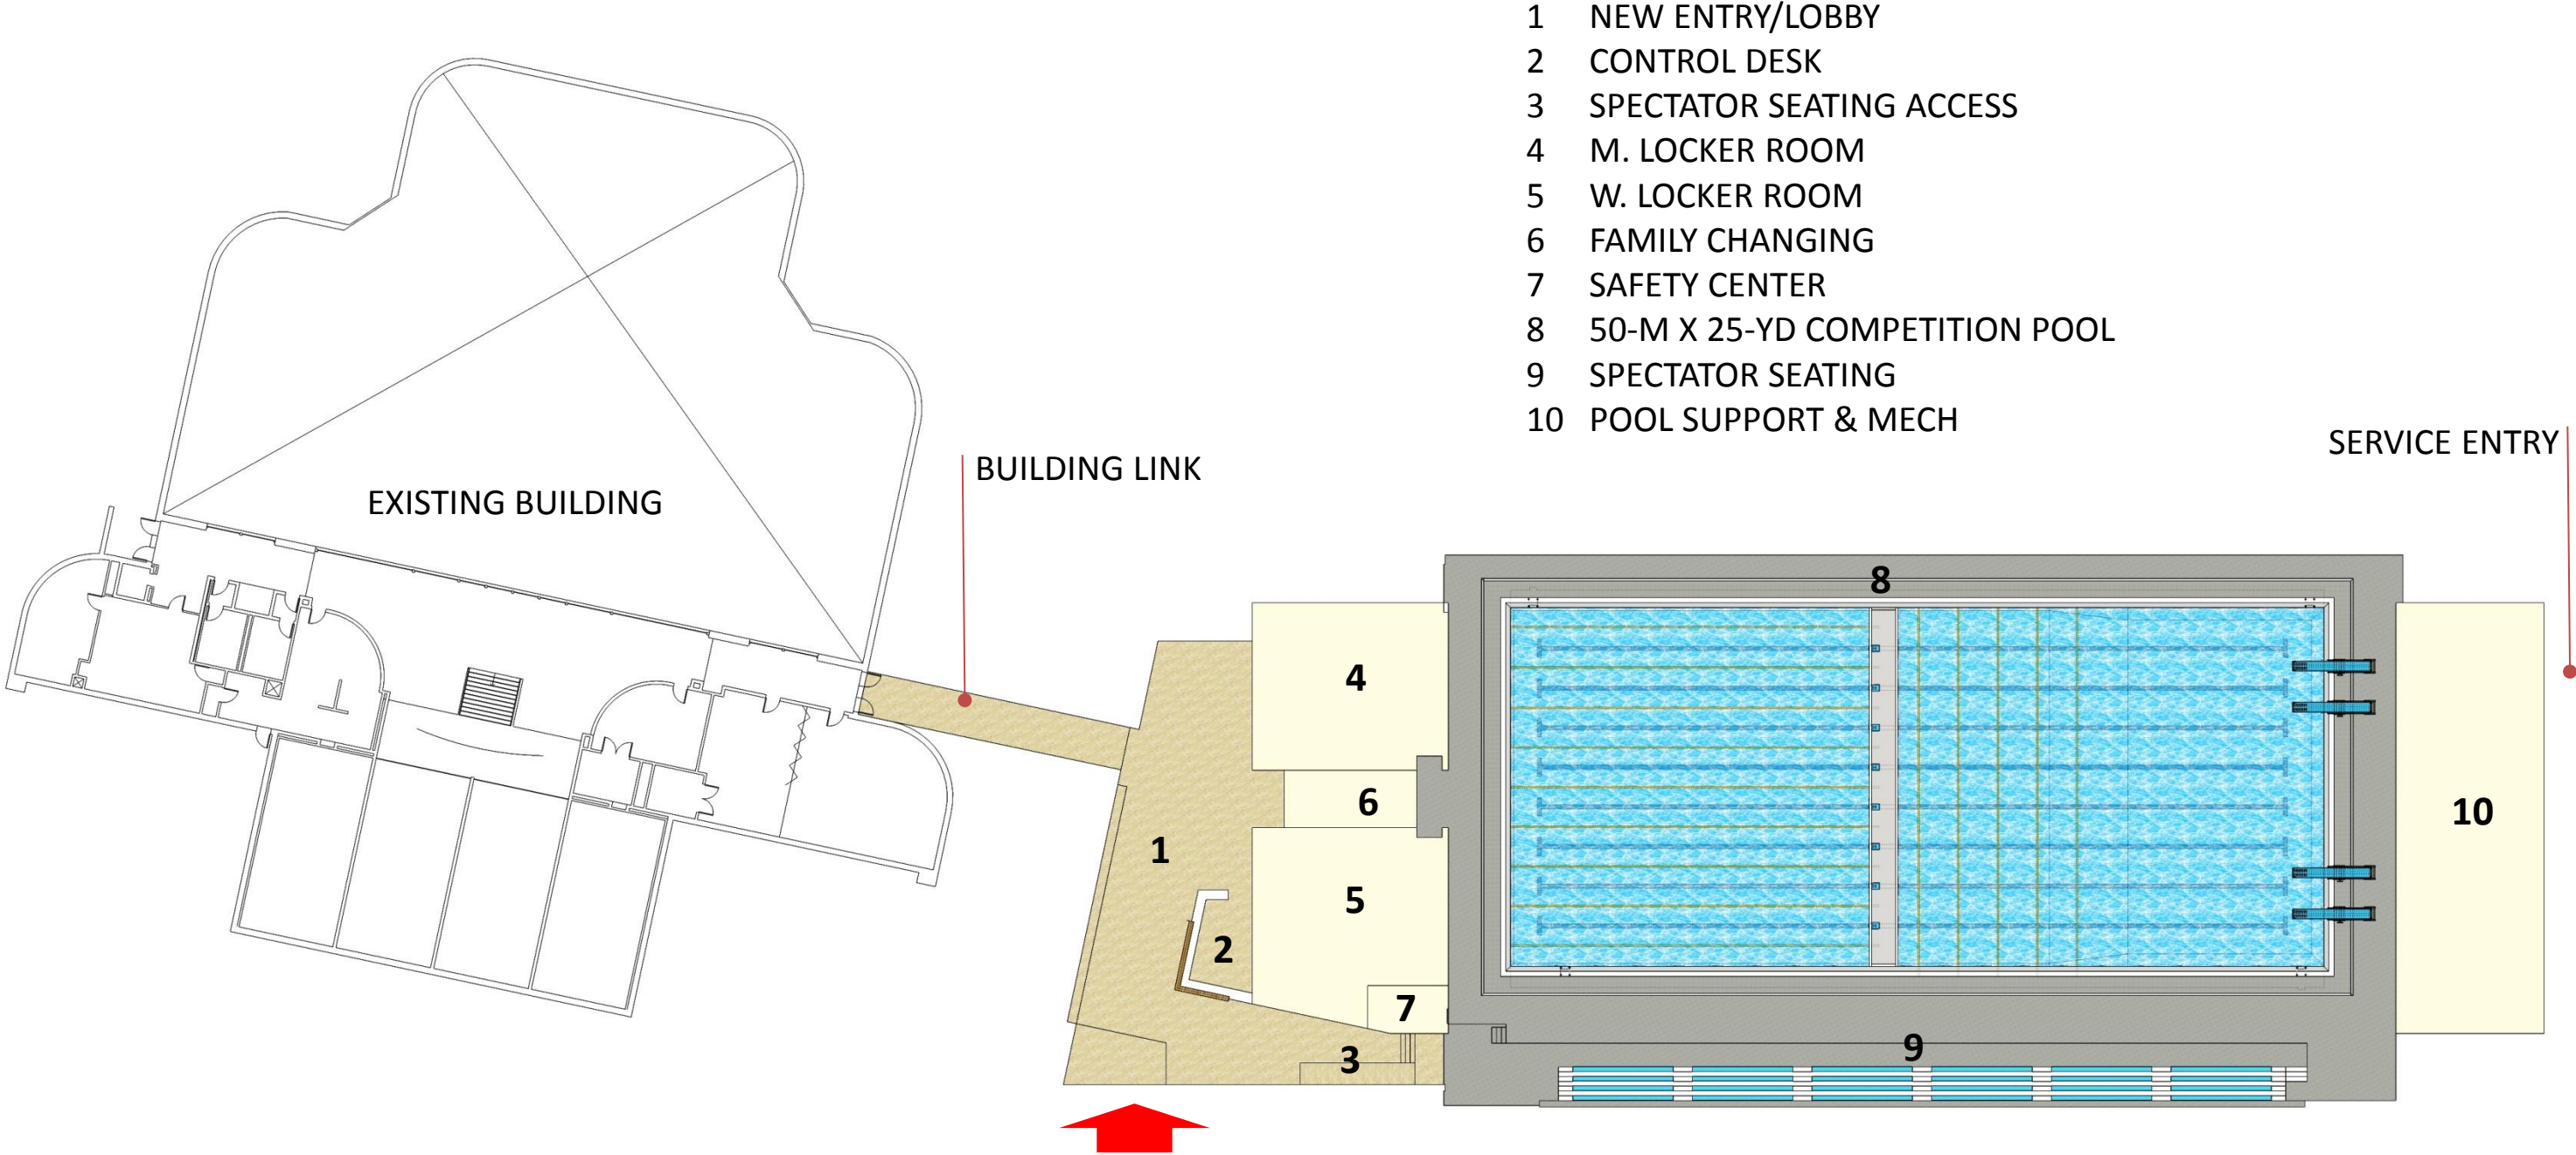 1 NEW ENTRY/LOBBY
2 CONTROL DESK
3 SPECTATOR SEATING ACCESS
4 M. LOCKER ROOM
5 W. LOCKER ROOM
6 FAMILY CHANGING
7 SAFETY CENTER
8 50-M X 25-YD COMPETITION POOL
9 SPECTATOR SEATING
10 POOL SUPPORT & MECH
SERVICE ENTRY
BUILDING LINK
EXISTING BUILDING
8
4
6
10
1
5
2
7
9
3